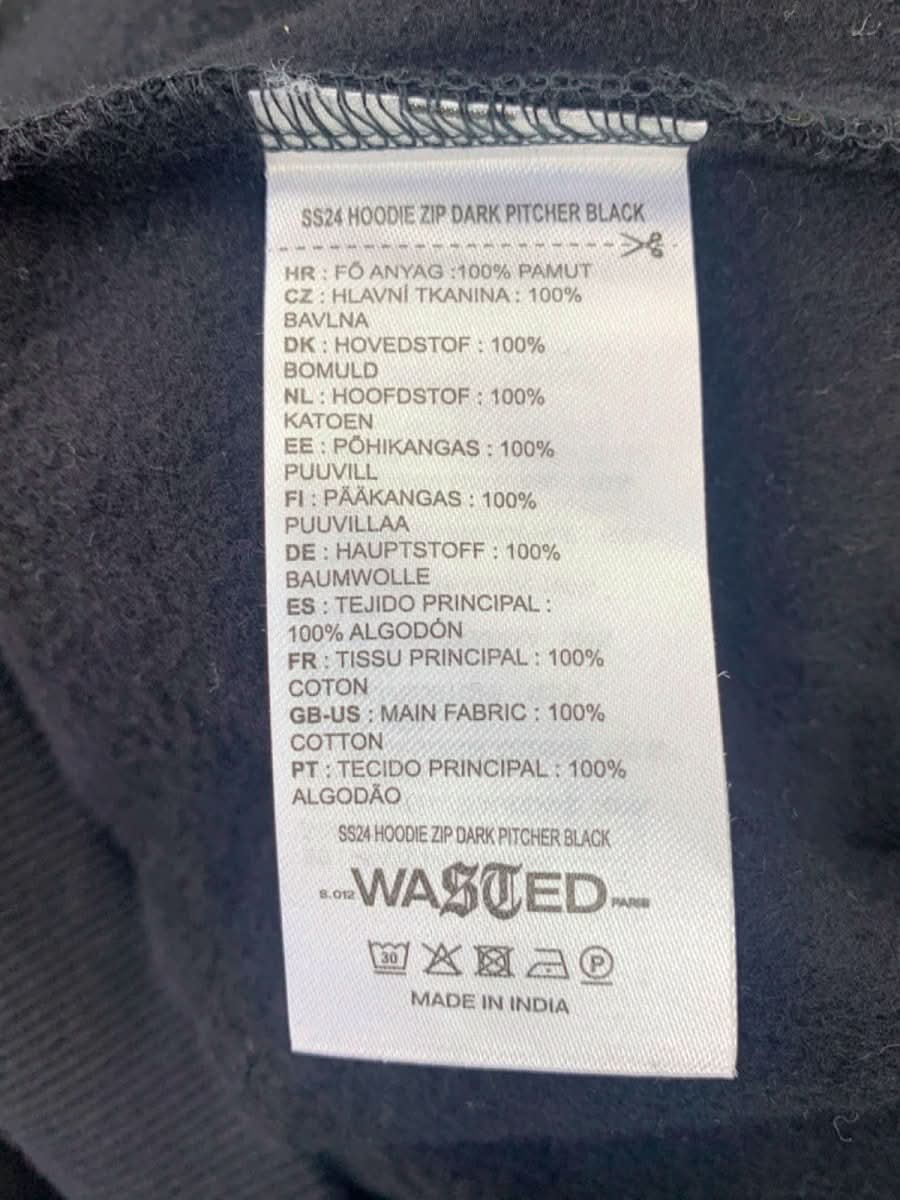 SS24 HOODIE ZIP DARK PITCHER BLACK
HR : FŐ ANYAG :100% PAMUT
CZ : HLAVNÍ TKANINA : 100%
BAVLNA
DK : HOVEDSTOF : 100%
BOMULD
NL : HOOFDSTOF : 100%
KATOEN
EE : PÕHIKANGAS : 100%
PUUVILL
FI : PÄÄKANGAS : 100%
PUUVILLAA
DE : HAUPTSTOFF : 100%
BAUMWOLLE
ES : TEJIDO PRINCIPAL :
100% ALGODÓN
FR : TISSU PRINCIPAL : 100%
COTON
GB-US : MAIN FABRIC : 100%
COTTON
PT : TECIDO PRINCIPAL : 100%
ALGODÃO
SS24 HOODIE ZIP DARK PITCHER BLACK
S.012 WASTED PARIS
30 P
MADE IN INDIA